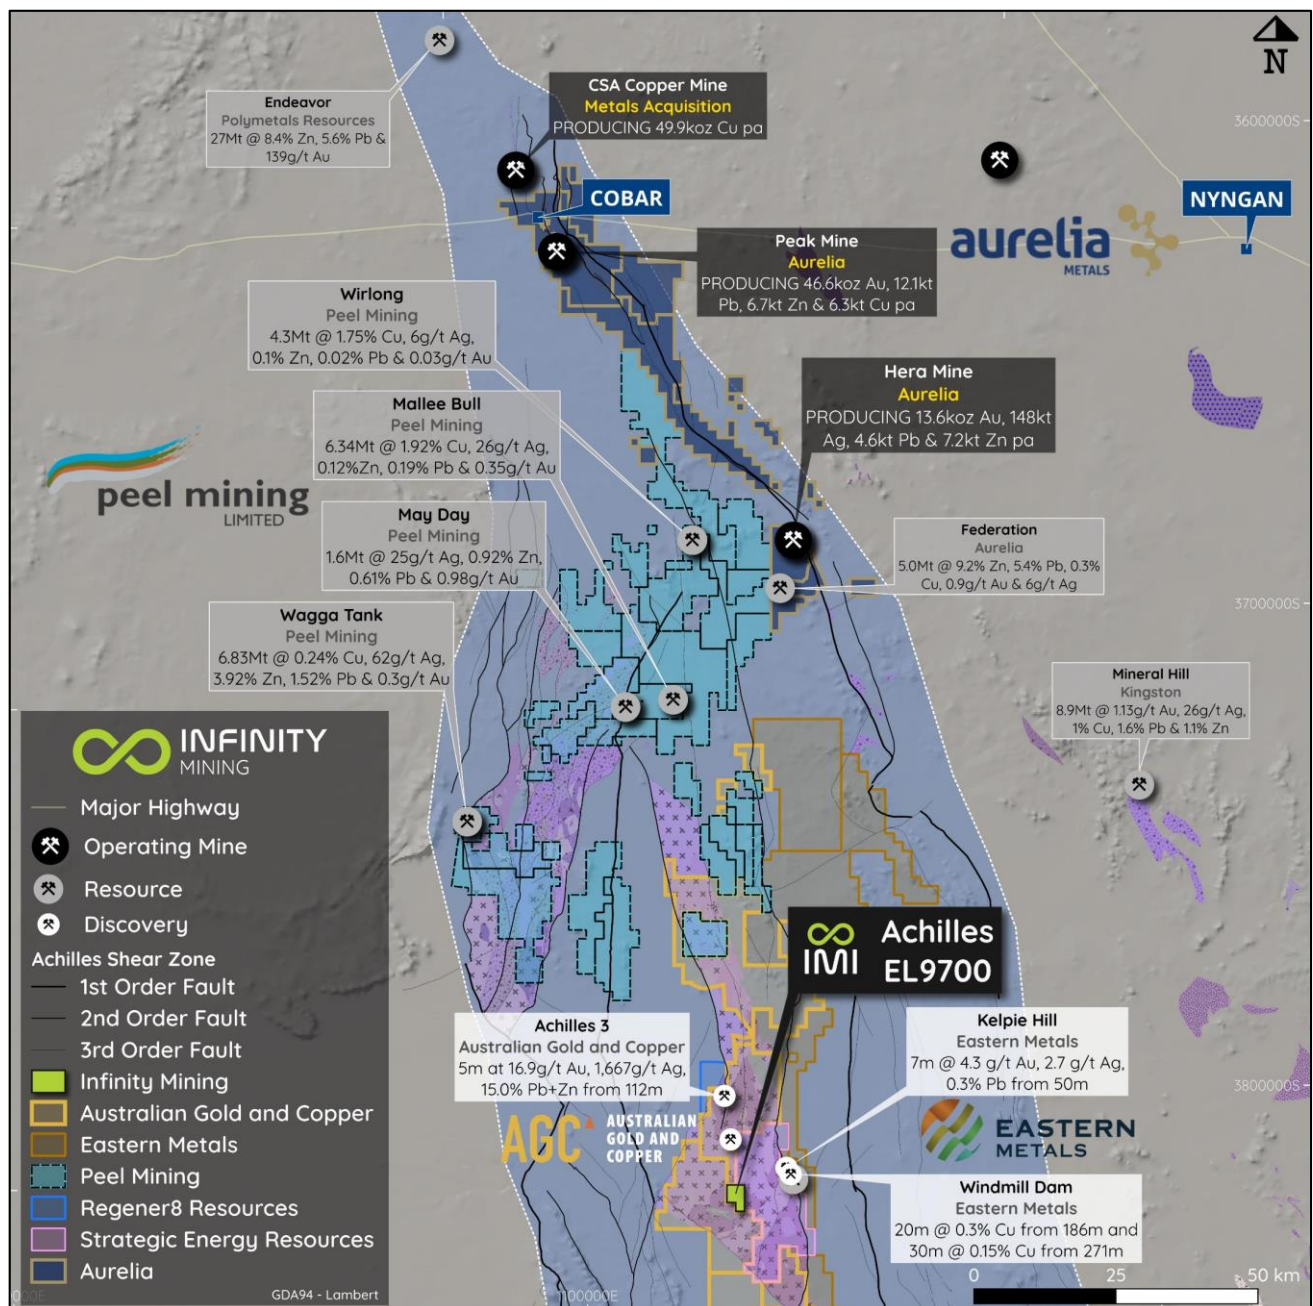 N
CSA Copper Mine
Metals Acquisition
PRODUCING 49.9koz Cu pa
Endeavor
Polymetals Resources
27Mt @ 8.4% Zn, 5.6% Pb &
139g/t Au
3600000S
COBAR
NYNGAN
aurelia
METALS
Peak Mine
Aurelia
PRODUCING 46.6koz Au, 12.1kt
Pb, 6.7kt Zn & 6.3kt Cu pa
Wirlong
Peel Mining
4.3Mt @ 1.75% Cu, 6g/t Ag,
0.1% Zn, 0.02% Pb & 0.03g/t Au
Hera Mine
Aurelia
PRODUCING 13.6koz Au, 148kt
Ag, 4.6kt Pb & 7.2kt Zn pa
Mallee Bull
Peel Mining
6.34Mt @ 1.92% Cu, 26g/t Ag,
0.12%Zn, 0.19% Pb & 0.35g/t Au
peel mining
LIMITED
May Day
Peel Mining
1.6Mt @ 25g/t Ag, 0.92% Zn,
0.61% Pb & 0.98g/t Au
Federation
Aurelia
5.0Mt @ 9.2% Zn, 5.4% Pb, 0.3%
Cu, 0.9g/t Au & 6g/t Ag
3700000S
Wagga Tank
Peel Mining
6.83Mt @ 0.24% Cu, 62g/t Ag,
3.92% Zn, 1.52% Pb & 0.3g/t Au
Mineral Hill
Kingston
8.9Mt @ 1.13g/t Au, 26g/t Ag,
1% Cu, 1.6% Pb & 1.1% Zn
INFINITY
MINING
Major Highway
Operating Mine
Resource
Discovery
Achilles Shear Zone
1st Order Fault
2nd Order Fault
3rd Order Fault
Infinity Mining
Australian Gold and Copper
Eastern Metals
Peel Mining
Regener8 Resources
Strategic Energy Resources
Aurelia
GDA94 - Lambert
IMI
Achilles
EL9700
Achilles 3
Australian Gold and Copper
5m at 16.9g/t Au, 1,667g/t Ag,
15.0% Pb+Zn from 112m
Kelpie Hill
Eastern Metals
7m @ 4.3 g/t Au, 2.7 g/t Ag,
0.3% Pb from 50m
3800000S
AGC
AUSTRALIAN
GOLD AND
COPPER
EASTERN
METALS
Windmill Dam
Eastern Metals
20m @ 0.3% Cu from 186m and
30m @ 0.15% Cu from 271m
0 25 50 km